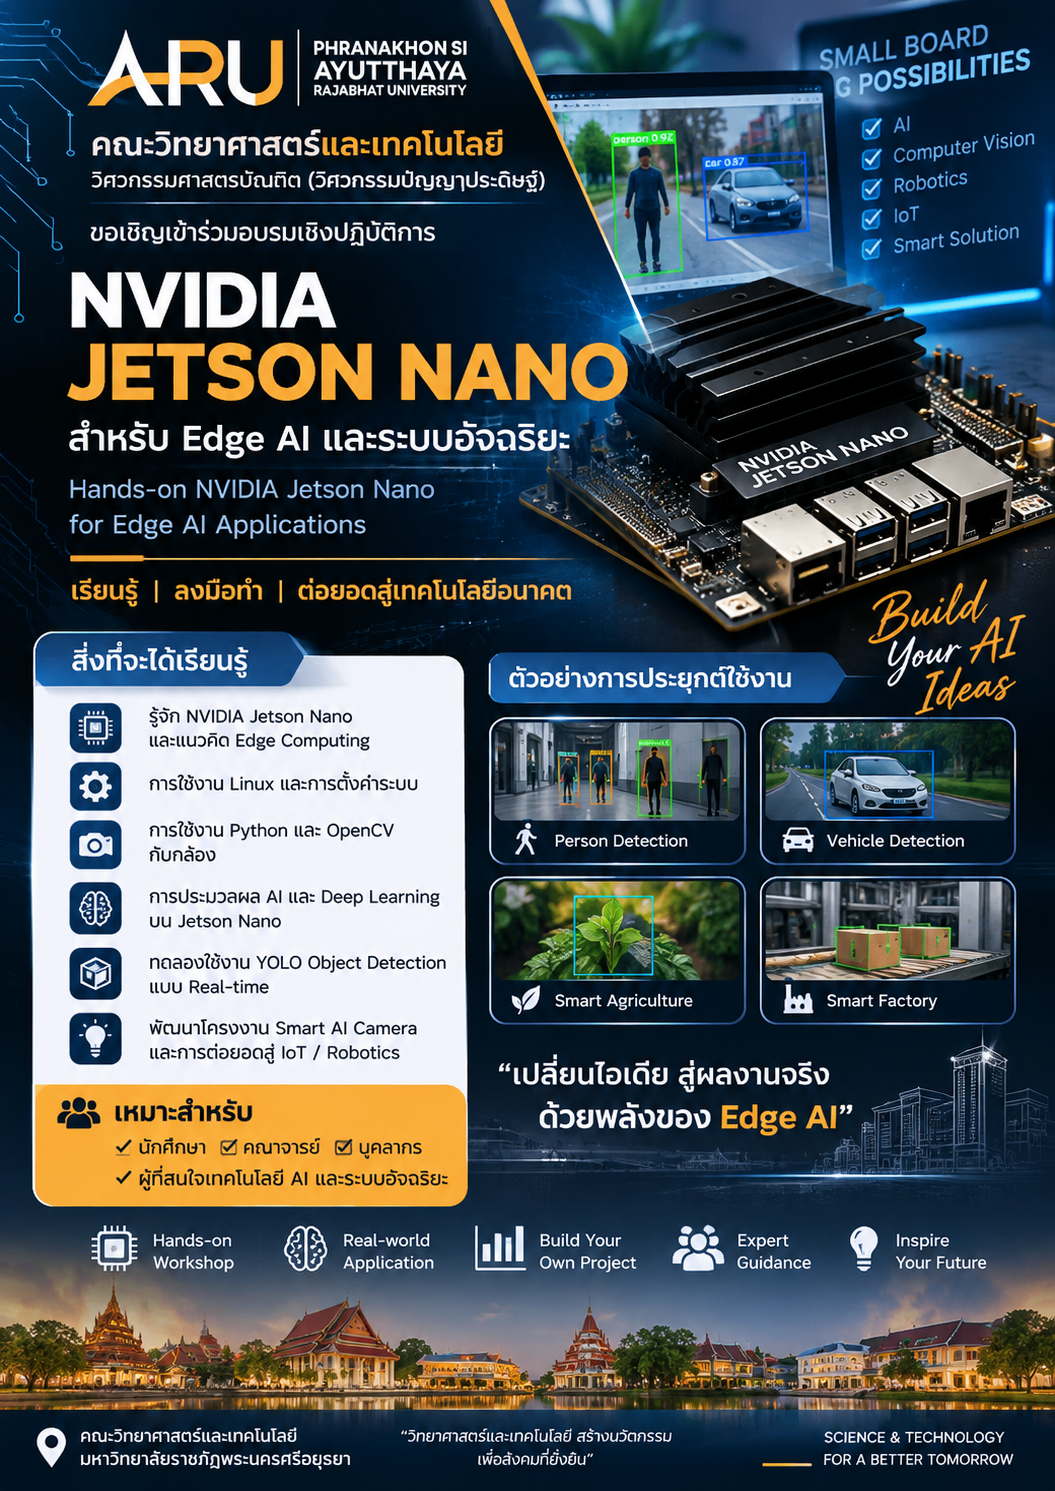 ARU
PHRANAKHON SI
AYUTTHAYA
RAJABHAT UNIVERSITY
คณะวิทยาศาสตร์และเทคโนโลยี
วิศวกรรมศาสตรบัณฑิต (วิศวกรรมปัญญาประดิษฐ์)
ขอเชิญเข้าร่วมอบรมเชิงปฏิบัติการ
NVIDIA
JETSON NANO
สำหรับ Edge AI และระบบอัจฉริยะ
Hands-on NVIDIA Jetson Nano
for Edge AI Applications
เรียนรู้ | ลงมือทำ | ต่อยอดสู่เทคโนโลยีอนาคต
SMALL BOARD
G POSSIBILITIES
AI
Computer Vision
Robotics
IoT
Smart Solution
person 0.92
car 0.87
NVIDIA
JETSON NANO
Build
Your AI
Ideas
สิ่งที่จะได้เรียนรู้
รู้จัก NVIDIA Jetson Nano
และแนวคิด Edge Computing
การใช้งาน Linux และการตั้งค่าระบบ
การใช้งาน Python และ OpenCV
กับกล้อง
การประมวลผล AI และ Deep Learning
บน Jetson Nano
ทดลองใช้งาน YOLO Object Detection
แบบ Real-time
พัฒนาโครงงาน Smart AI Camera
และการต่อยอดสู่ IoT / Robotics
เหมาะสำหรับ
นักศึกษา คณาจารย์ บุคลากร
ผู้ที่สนใจเทคโนโลยี AI และระบบอัจฉริยะ
ตัวอย่างการประยุกต์ใช้งาน
Person Detection
Vehicle Detection
Smart Agriculture
Smart Factory
“เปลี่ยนไอเดีย สู่ผลงานจริง
ด้วยพลังของ Edge AI”
Hands-on
Workshop
Real-world
Application
Build Your
Own Project
Expert
Guidance
Inspire
Your Future
คณะวิทยาศาสตร์และเทคโนโลยี
มหาวิทยาลัยราชภัฏพระนครศรีอยุธยา
“วิทยาศาสตร์และเทคโนโลยี สร้างนวัตกรรม
เพื่อสังคมที่ยั่งยืน”
SCIENCE & TECHNOLOGY
FOR A BETTER TOMORROW